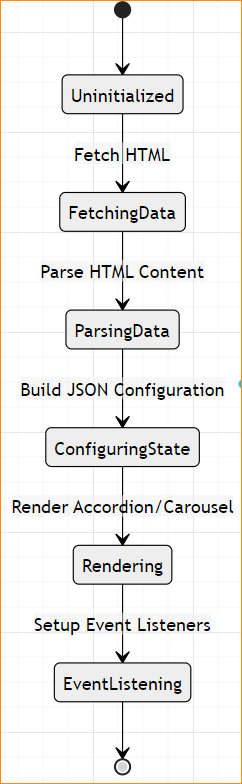 Uninitialized
Fetch HTML
FetchingData
Parse HTML Content
ParsingData
Build JSON Configuration
ConfiguringState
Render Accordion/Carousel
Rendering
Setup Event Listeners
EventListening